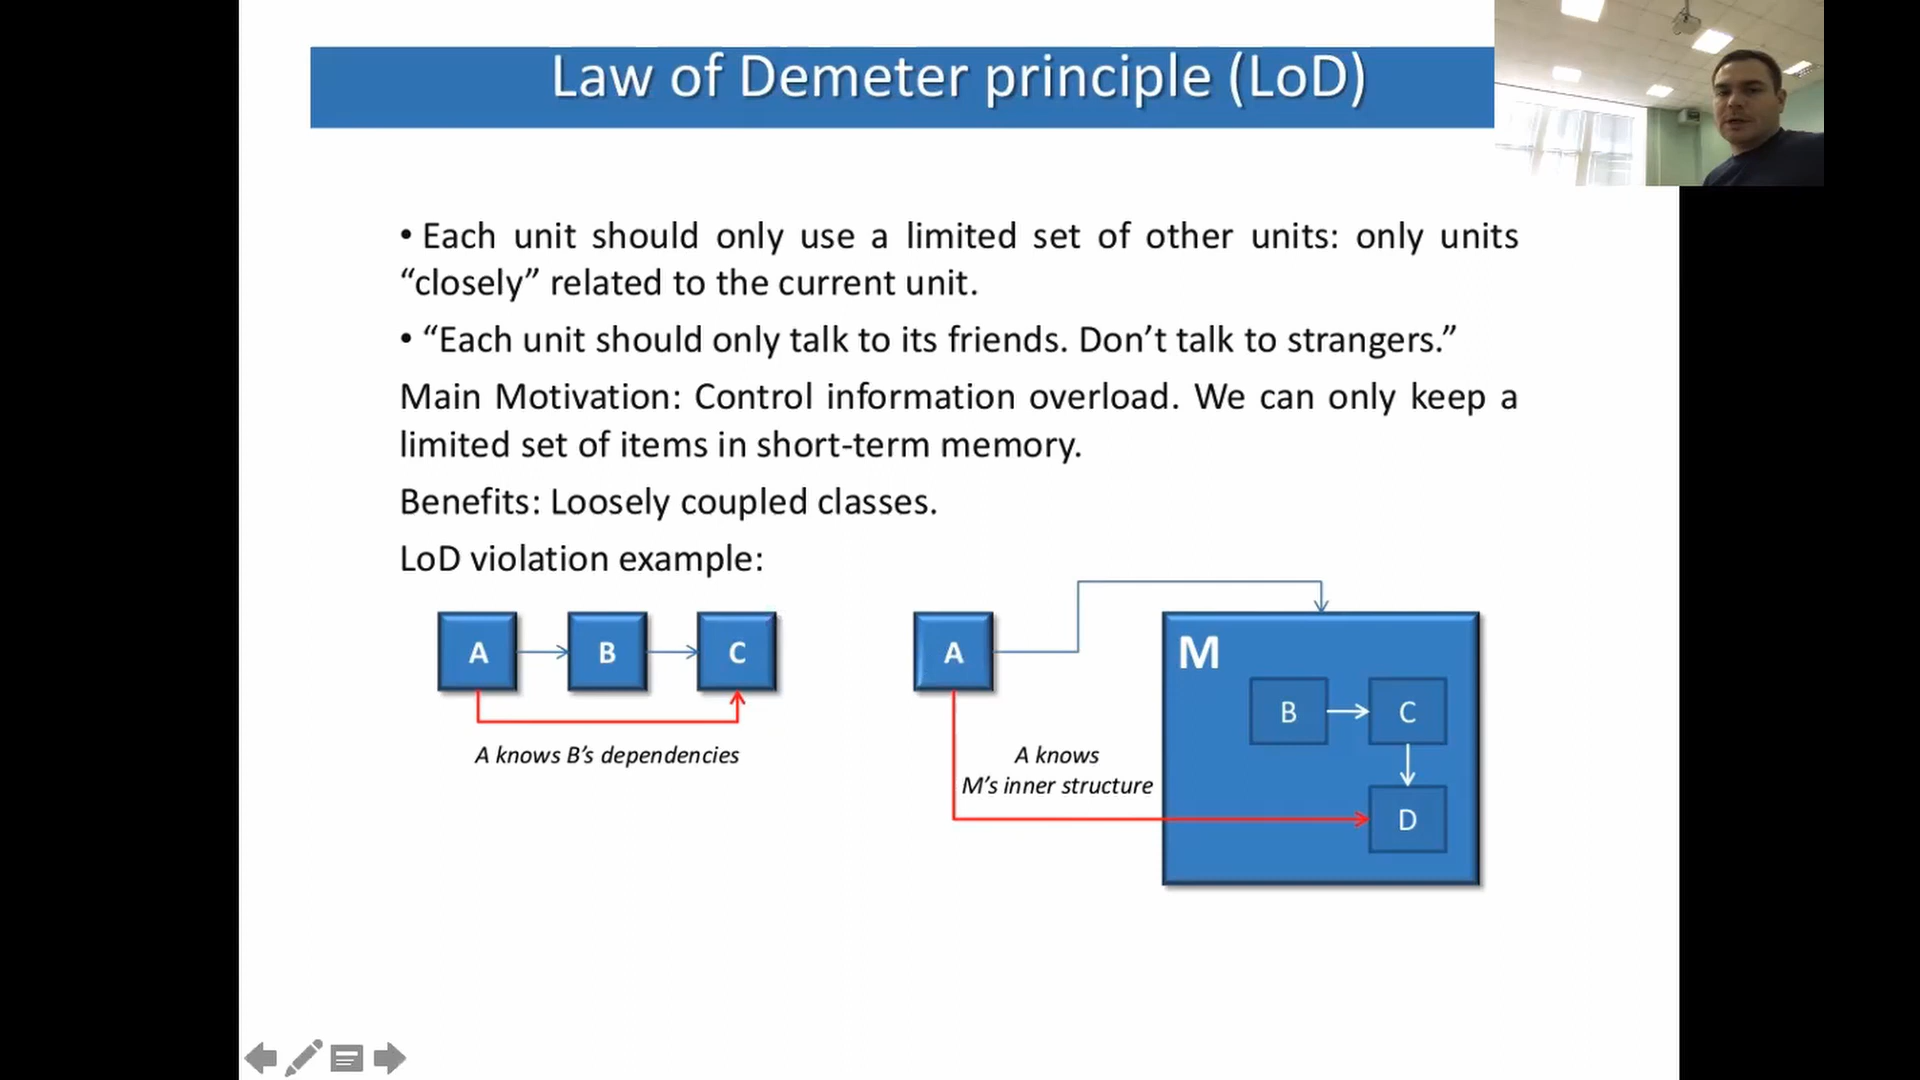 Law of Demeter principle (LoD)
• Each unit should only use a limited set of other units: only units
“closely” related to the current unit.
• “Each unit should only talk to its friends. Don’t talk to strangers.”
Main Motivation: Control information overload. We can only keep a
limited set of items in short-term memory.
Benefits: Loosely coupled classes.
LoD violation example:
A B C
A knows B’s dependencies
A
M
B C
D
A knows
M’s inner structure